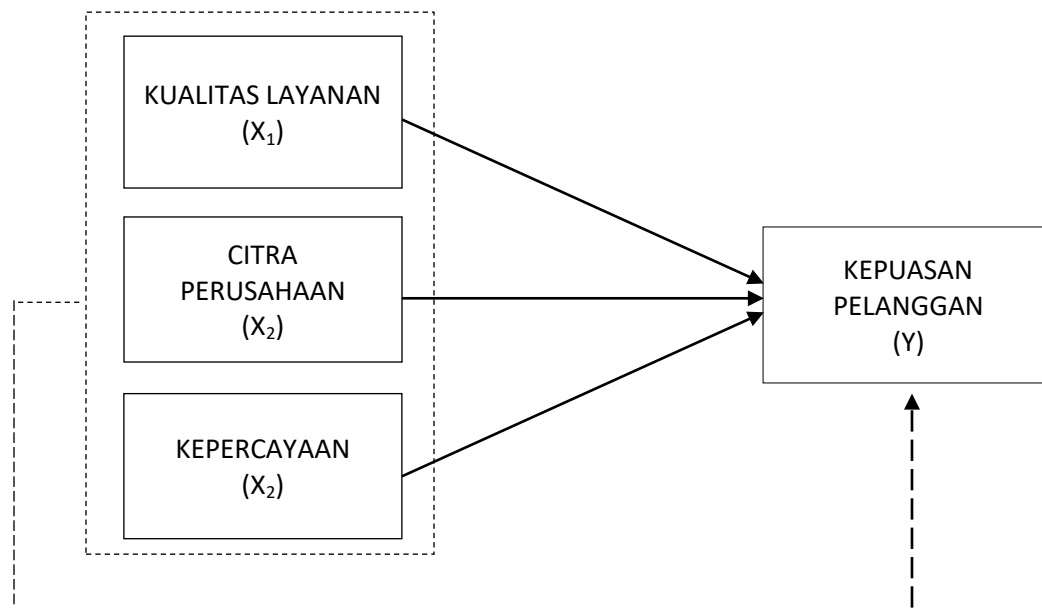 KUALITAS LAYANAN
(X₁)
CITRA
PERUSAHAAN
(X₂)
KEPERCAYAAN
(X₂)
KEPUASAN
PELANGGAN
(Y)